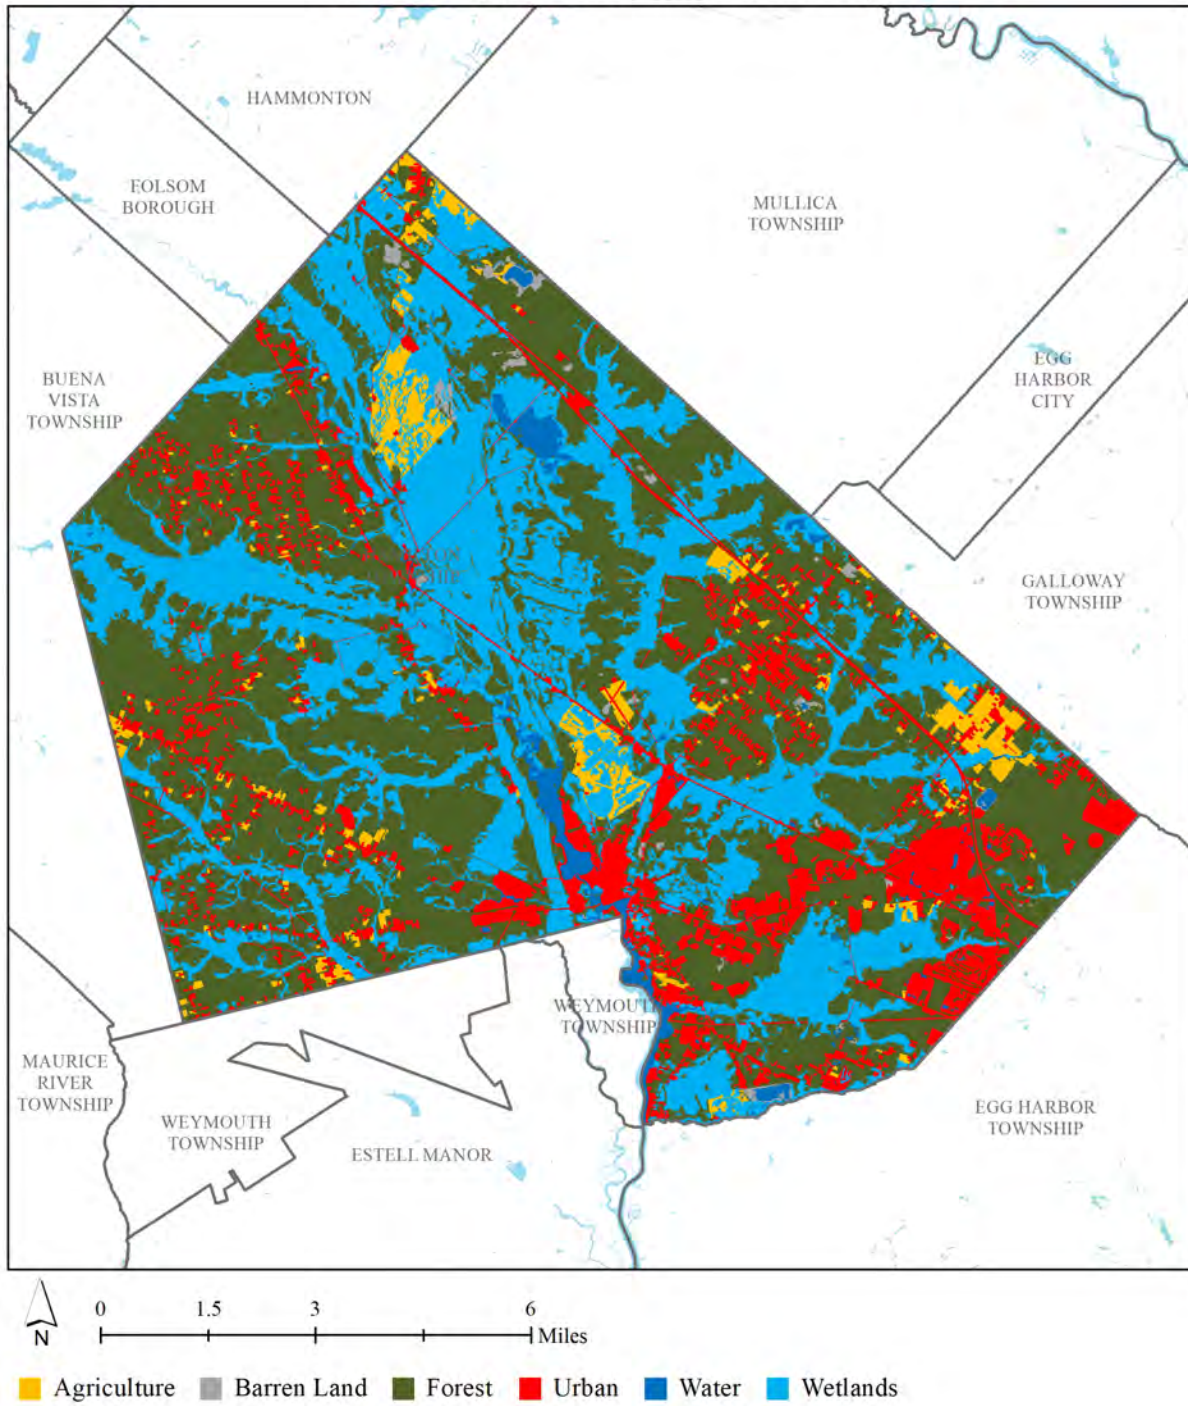 HAMMONTON
FOLSOM
BOROUGH
MULLICA
TOWNSHIP
EGG
HARBOR
CITY
BUENA
VISTA
TOWNSHIP
GALLOWAY
TOWNSHIP
WEYMOUTH
TOWNSHIP
MAURICE
RIVER
TOWNSHIP
WEYMOUTH
TOWNSHIP
ESTELL MANOR
EGG HARBOR
TOWNSHIP
N
0 1.5 3 6
Miles
Agriculture Barren Land Forest Urban Water Wetlands